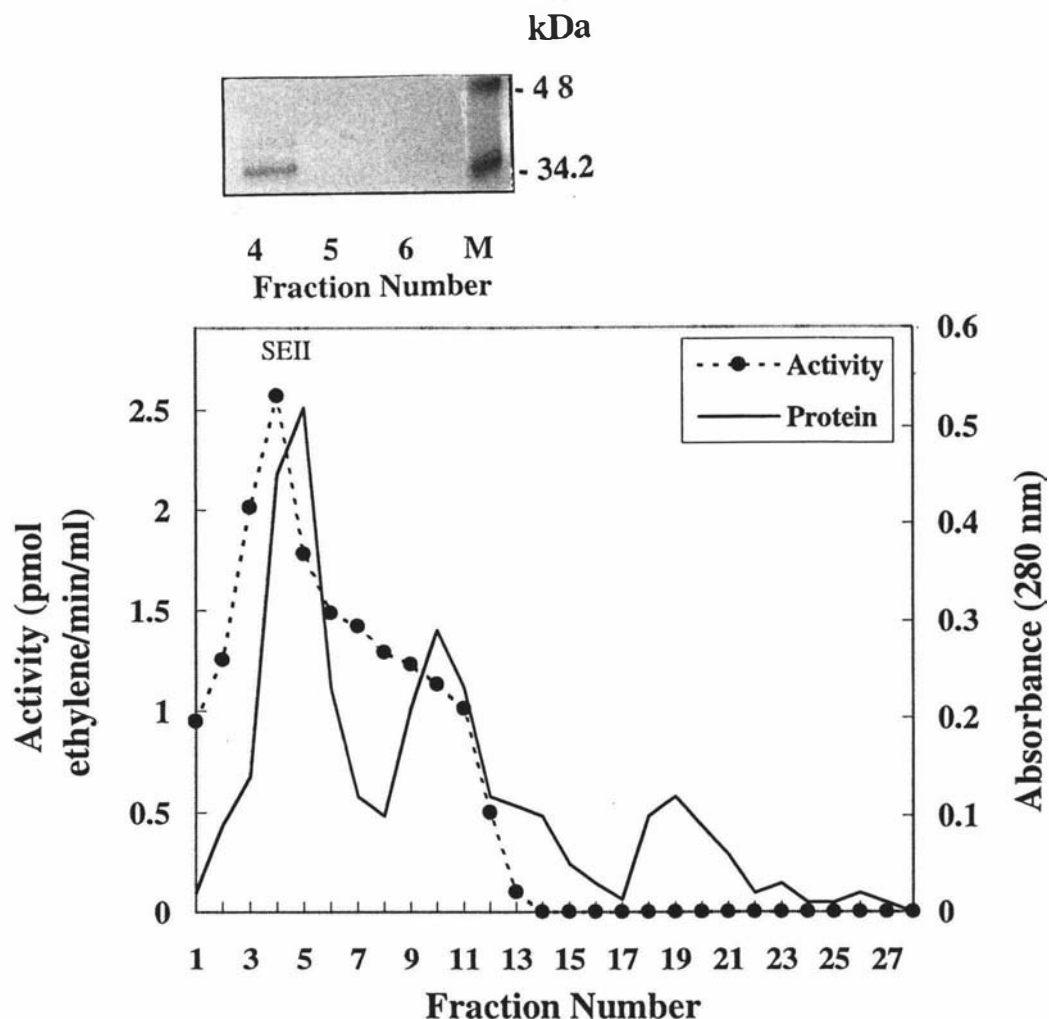 kDa
- 4 8
- 34.2
4 5 6 M
Fraction Number
SEII
Activity
Protein
2.5
2
1.5
1
0.5
0
Activity (pmol
ethylene/min/ml)
0.6
0.5
0.4
0.3
0.2
0.1
0
Absorbance (280 nm)
1 3 5 7 9 11 13 15 17 19 21 23 25 27
Fraction Number